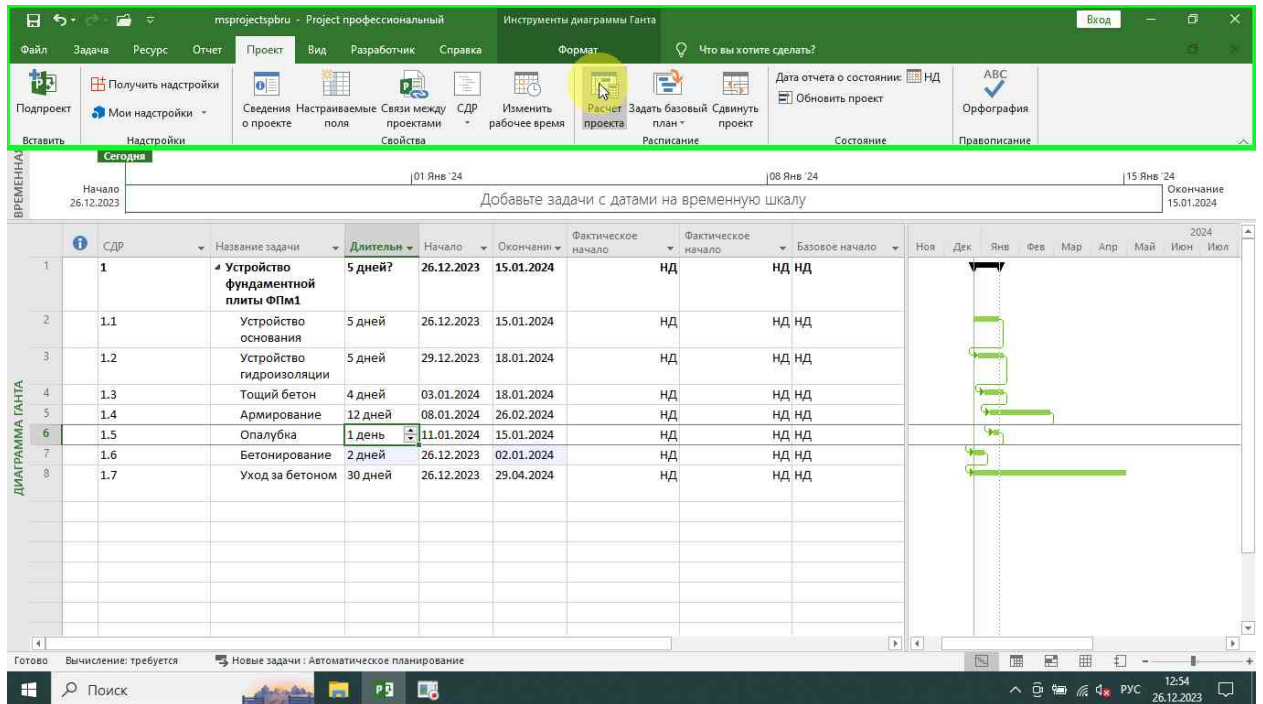 msprojectspbru - Project профессиональный
Инструменты диаграммы Ганта
Вход
Файл Задача Ресурс Отчет Проект Вид Разработчик Справка Формат Что вы хотите сделать?
Подпроект
Получить надстройки
Мои надстройки
Сведения о проекте
Настраиваемые поля
Связи между проектами
СДР
Изменить рабочее время
Расчет проекта
Задать базовый план
Сдвинуть проект
Дата отчета о состоянии: НД
Обновить проект
ABC
Орфография
Вставить Надстройки Свойства Расписание Состояние Правописание
Сегодня
01 Янв '24 08 Янв '24 15 Янв '24
Начало
26.12.2023
Добавьте задачи с датами на временную шкалу
Окончание
15.01.2024
ВРЕМЕННАЯ
СДР Название задачи Длительн Начало Окончани Фактическое начало Фактическое начало Базовое начало
2024
Ноя Дек Янв Фев Мар Апр Май Июн Июл
1 1 Устройство фундаментной плиты ФПм1 5 дней? 26.12.2023 15.01.2024 НД НД НД
2 1.1 Устройство основания 5 дней 26.12.2023 15.01.2024 НД НД НД
3 1.2 Устройство гидроизоляции 5 дней 29.12.2023 18.01.2024 НД НД НД
4 1.3 Тощий бетон 4 дней 03.01.2024 18.01.2024 НД НД НД
5 1.4 Армирование 12 дней 08.01.2024 26.02.2024 НД НД НД
6 1.5 Опалубка 1 день 11.01.2024 15.01.2024 НД НД НД
7 1.6 Бетонирование 2 дней 26.12.2023 02.01.2024 НД НД НД
8 1.7 Уход за бетоном 30 дней 26.12.2023 29.04.2024 НД НД НД
ДИАГРАММА ГАНТА
Готово Вычисление: требуется Новые задачи : Автоматическое планирование
Поиск
РУС
12:54
26.12.2023